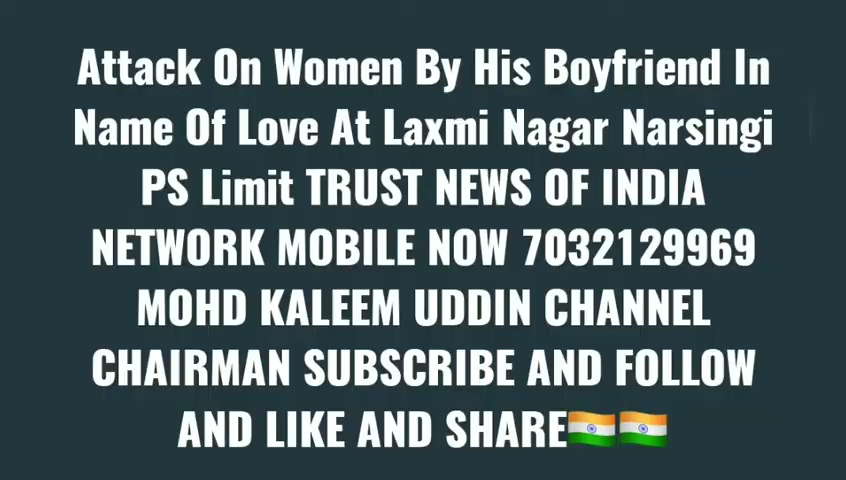 Attack On Women By His Boyfriend In
Name Of Love At Laxmi Nagar Narsingi
PS Limit TRUST NEWS OF INDIA
NETWORK MOBILE NOW 7032129969
MOHD KALEEM UDDIN CHANNEL
CHAIRMAN SUBSCRIBE AND FOLLOW
AND LIKE AND SHARE🇮🇳🇮🇳